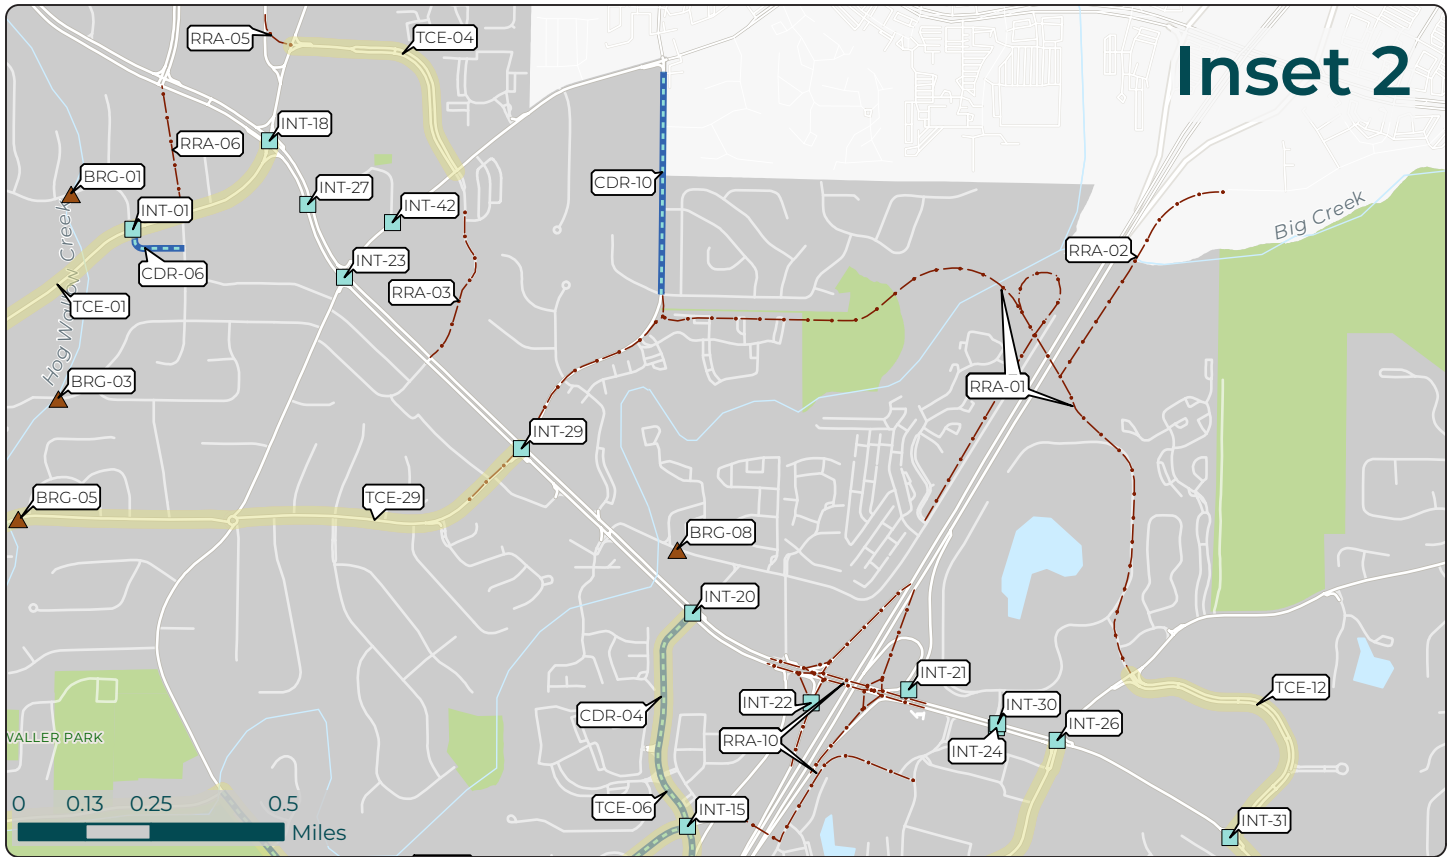 RRA-05
TCE-04
Inset 2
INT-18
RRA-06
BRG-01
CDR-10
INT-27
INT-42
INT-01
Big Creek
RRA-02
INT-23
CDR-06
RRA-03
TCE-01
Hog Wallow Creek
BRG-03
RRA-01
INT-29
BRG-05
TCE-29
BRG-08
INT-20
INT-21
TCE-12
INT-22
INT-30
CDR-04
INT-26
WALLER PARK
RRA-10
INT-24
0 0.13 0.25 0.5
Miles
TCE-06
INT-15
INT-31